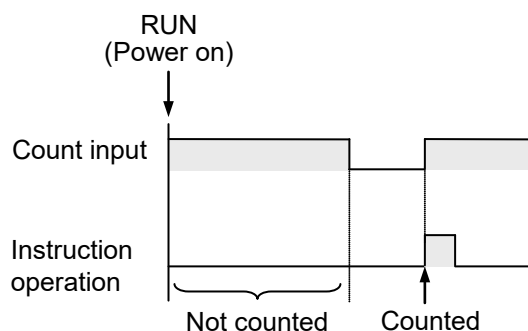 RUN
(Power on)
Count input
Instruction
operation
Not counted
Counted